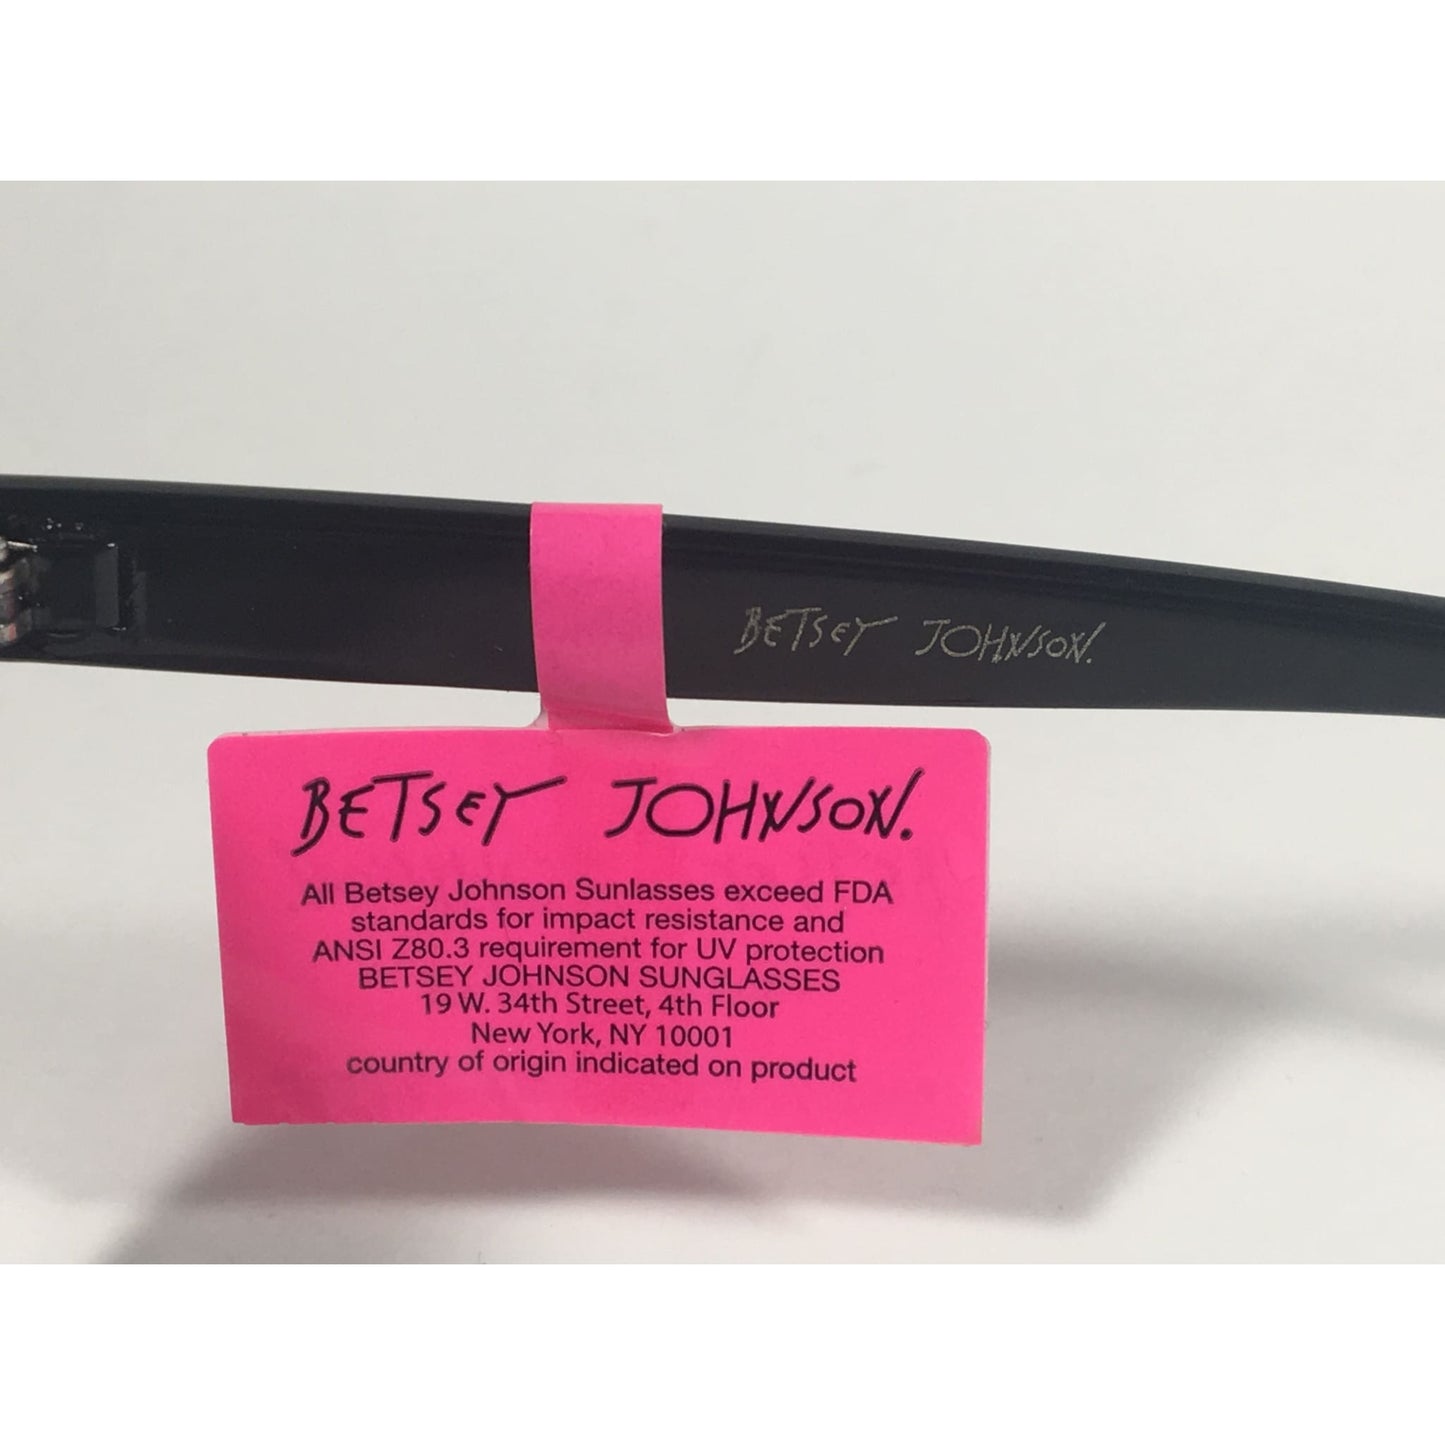 BETSEY JOHNSON.
BETSEY JOHNSON.
All Betsey Johnson Sunlasses exceed FDA
standards for impact resistance and
ANSI Z80.3 requirement for UV protection
BETSEY JOHNSON SUNGLASSES
19 W. 34th Street, 4th Floor
New York, NY 10001
country of origin indicated on product